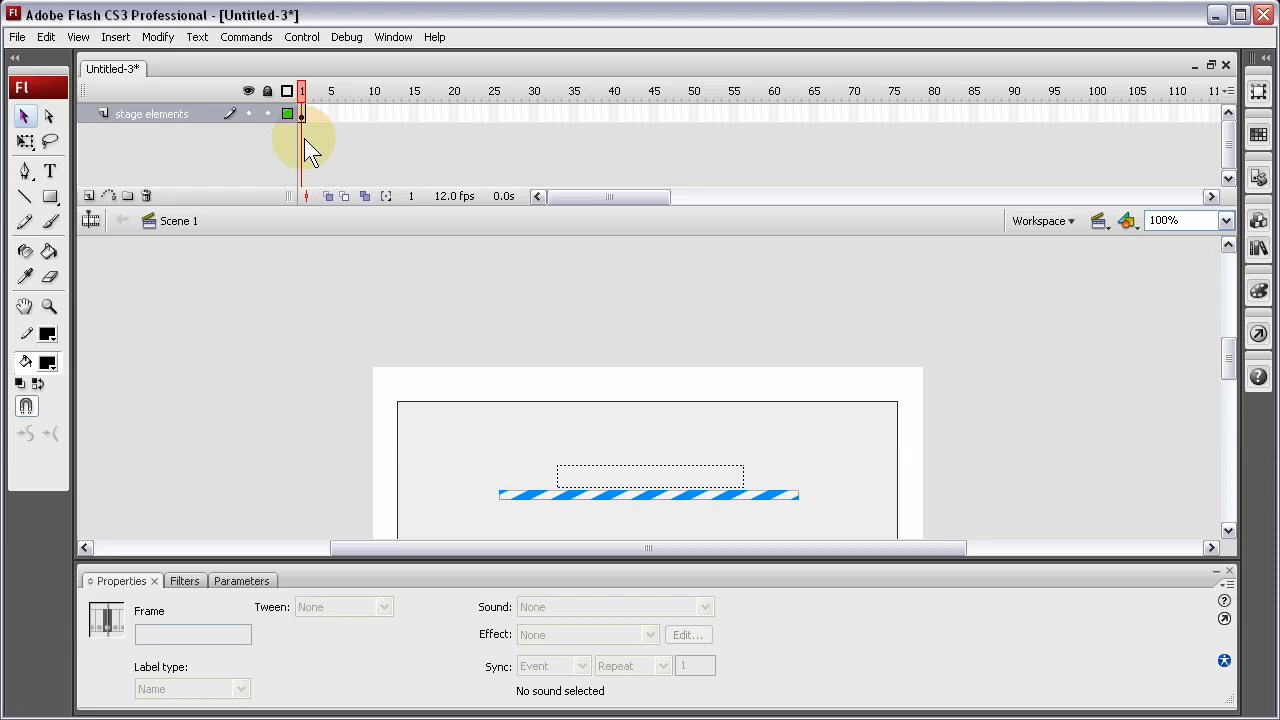 Adobe Flash CS3 Professional - [Untitled-3*]
File Edit View Insert Modify Text Commands Control Debug Window Help
Untitled-3*
Fl
1 5 10 15 20 25 30 35 40 45 50 55 60 65 70 75 80 85 90 95 100 105 110 11
stage elements
1 12.0 fps 0.0s
Scene 1
Workspace
100%
Properties Filters Parameters
Frame
Tween: None
Sound: None
Effect: None Edit...
Label type:
Sync: Event Repeat 1
Name
No sound selected